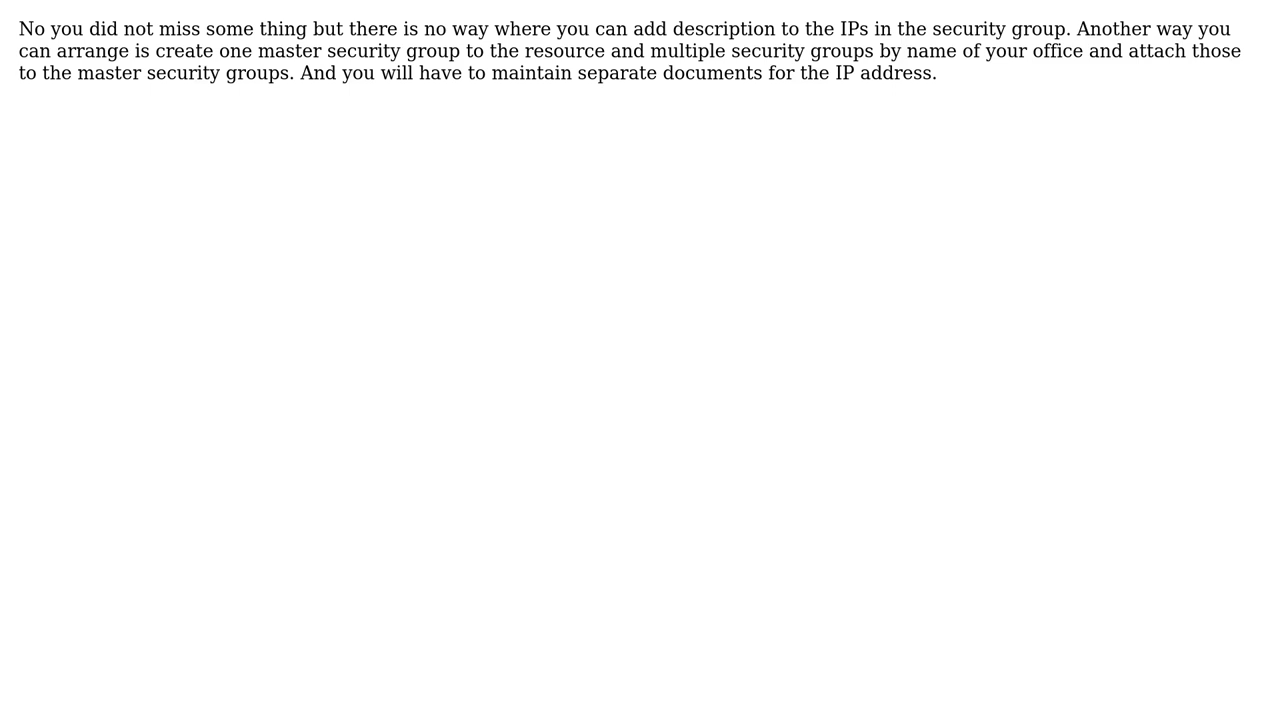 No you did not miss some thing but there is no way where you can add description to the IPs in the security group. Another way you
can arrange is create one master security group to the resource and multiple security groups by name of your office and attach those
to the master security groups. And you will have to maintain separate documents for the IP address.